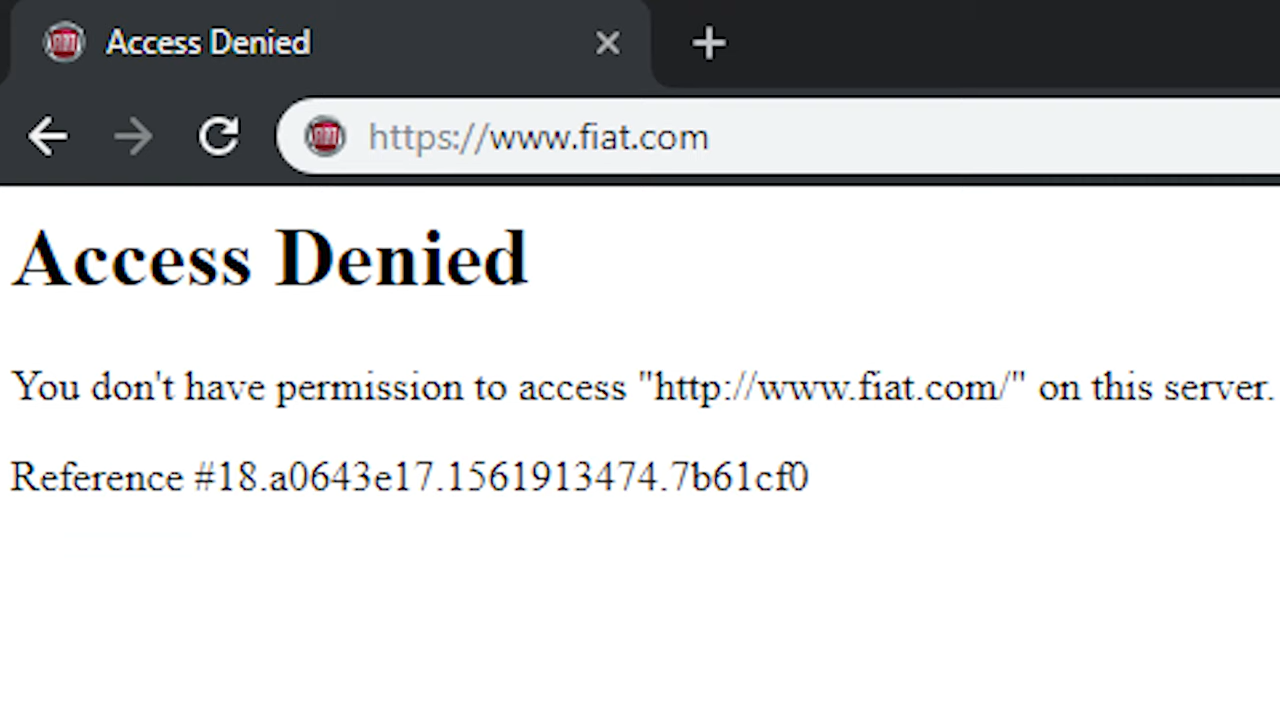 Access Denied
https://www.fiat.com
Access Denied
You don't have permission to access "http://www.fiat.com/" on this server.
Reference #18.a0643e17.1561913474.7b61cf0